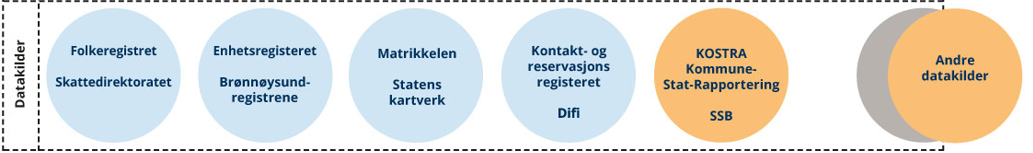 Datakilder
Folkeregistret
Skattedirektoratet
Enhetsregisteret
Brønnøysund-
registrene
Matrikkelen
Statens
kartverk
Kontakt- og
reservasjons
registeret
Difi
KOSTRA
Kommune-
Stat-Rapportering
SSB
Andre
datakilder